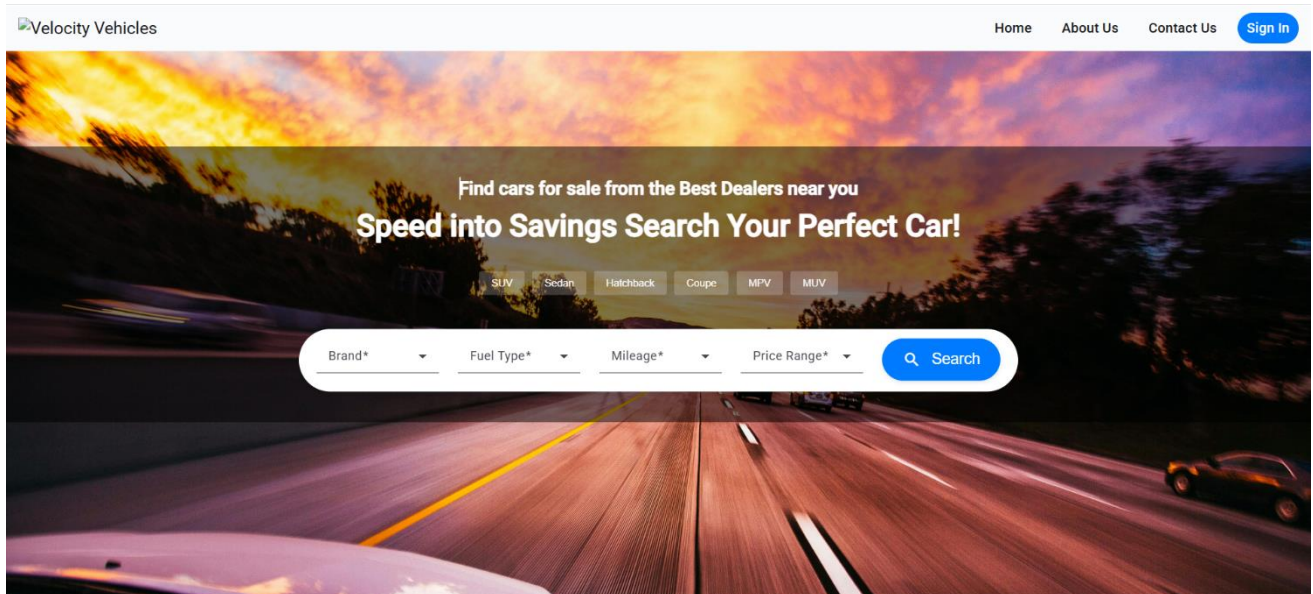 Velocity Vehicles
Home About Us Contact Us Sign In
Find cars for sale from the Best Dealers near you
Speed into Savings Search Your Perfect Car!
SUV Sedan Hatchback Coupe MPV MUV
Brand* Fuel Type* Mileage* Price Range* Search